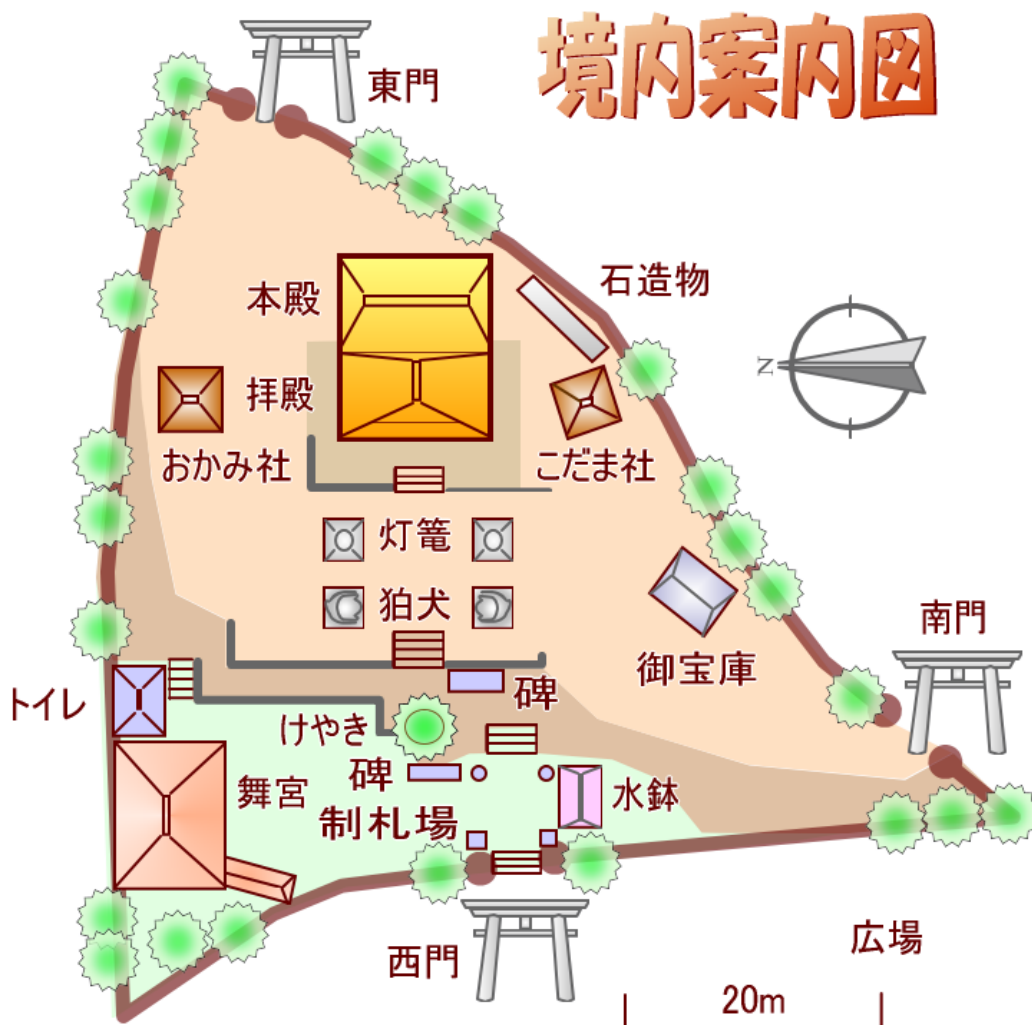 境内案内図
東門
石造物
本殿
N
拝殿
おかみ社
こだま社
灯篭
狛犬
南門
御宝庫
碑
トイレ
けやき
碑
舞宮
水鉢
制札場
広場
西門
20m